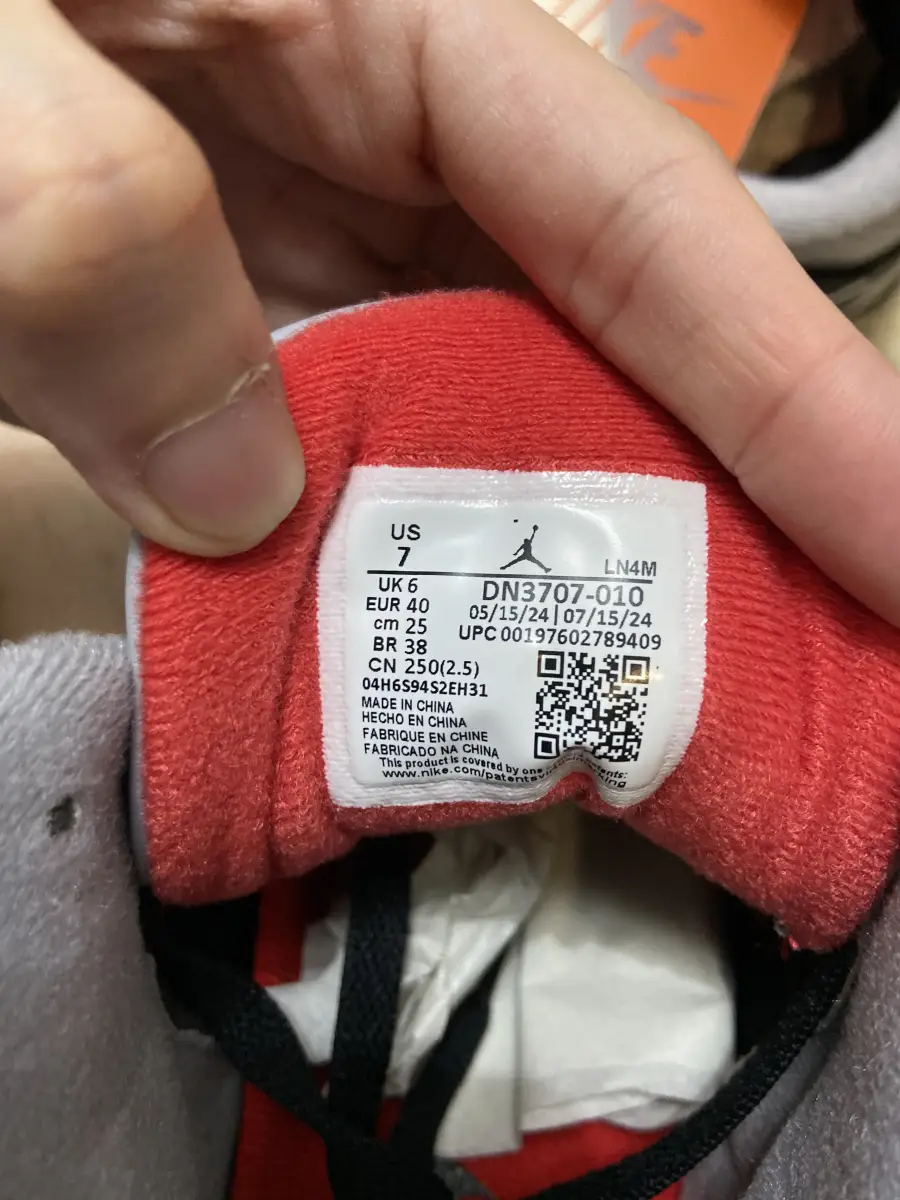 US
7
LN4M
UK 6
DN3707-010
EUR 40
05/15/24 | 07/15/24
cm 25
UPC 00197602789409
BR 38
CN 250(2.5)
04H6S94S2EH31
MADE IN CHINA
HECHO EN CHINA
FABRIQUE EN CHINE
FABRICADO NA CHINA
This product is covered by one
www.nike.com/patents